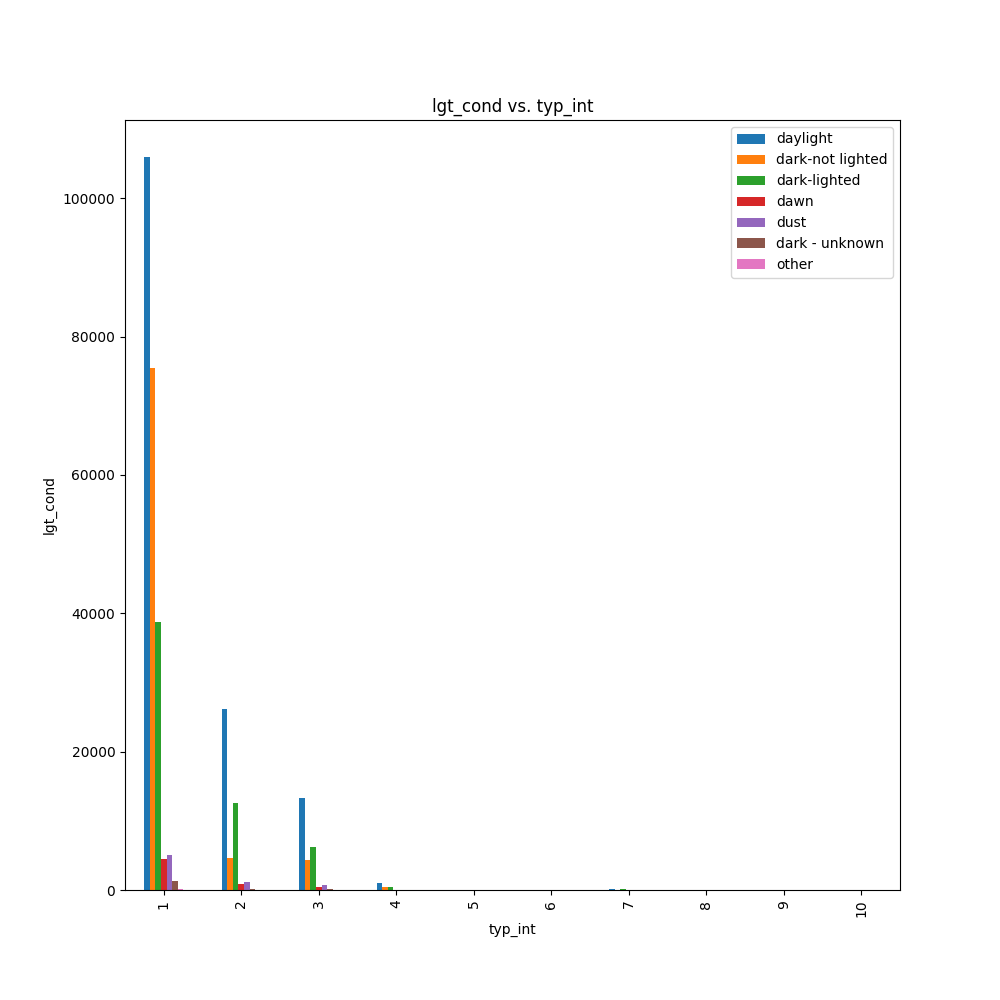 lgt_cond vs. typ_int
daylight
dark-not lighted
dark-lighted
dawn
dust
dark - unknown
other
100000
80000
60000
40000
20000
0
lgt_cond
1
2
3
4
5
6
7
8
9
10
typ_int